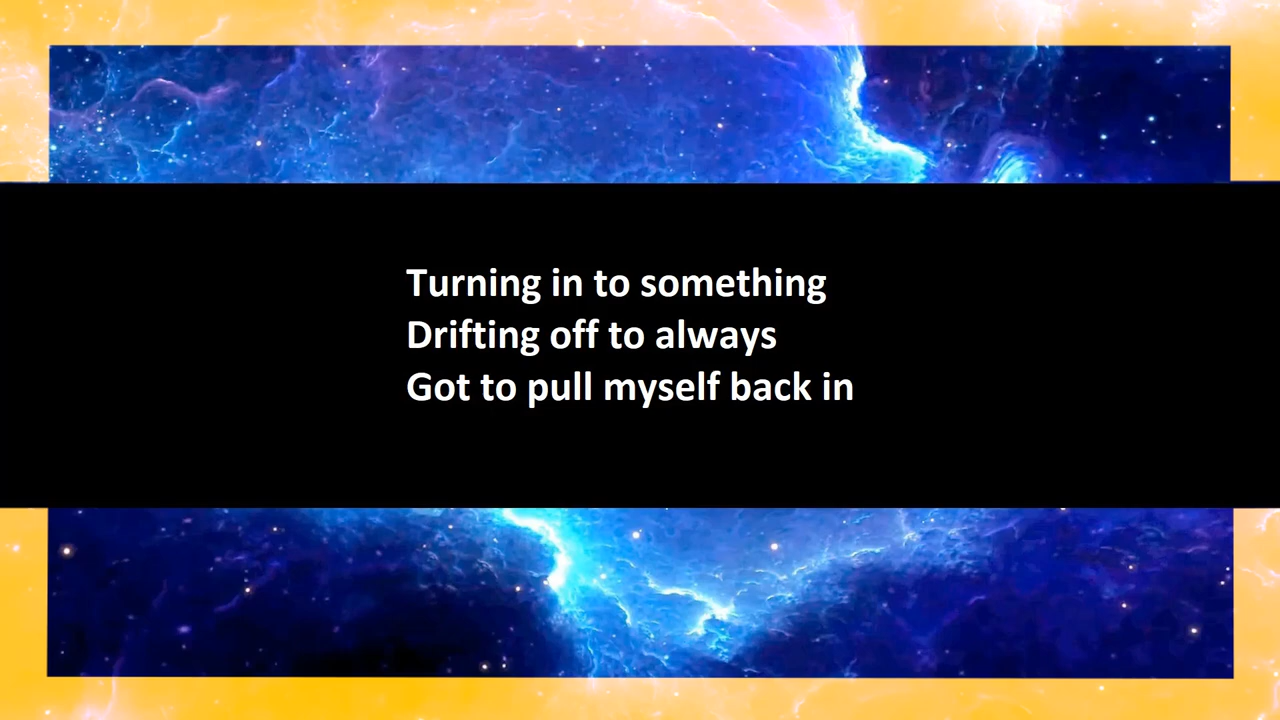 Turning in to something
Drifting off to always
Got to pull myself back in